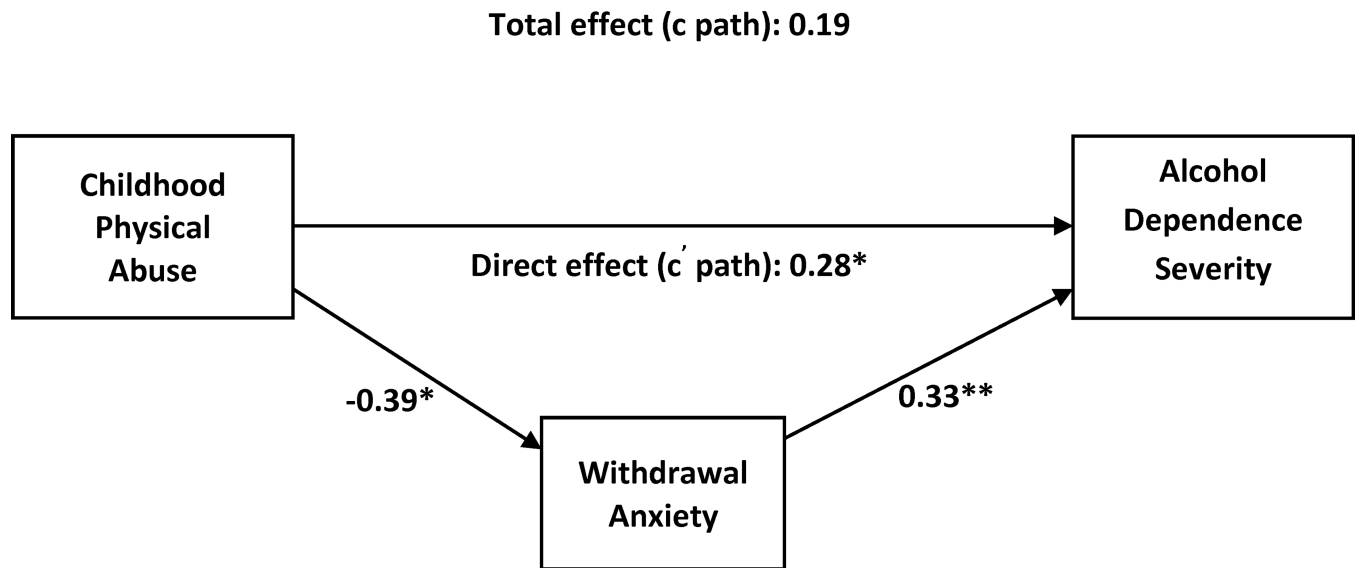 Total effect (c path): 0.19
Childhood
Physical
Abuse
Alcohol
Dependence
Severity
Direct effect (c′ path): 0.28*
-0.39*
0.33**
Withdrawal
Anxiety